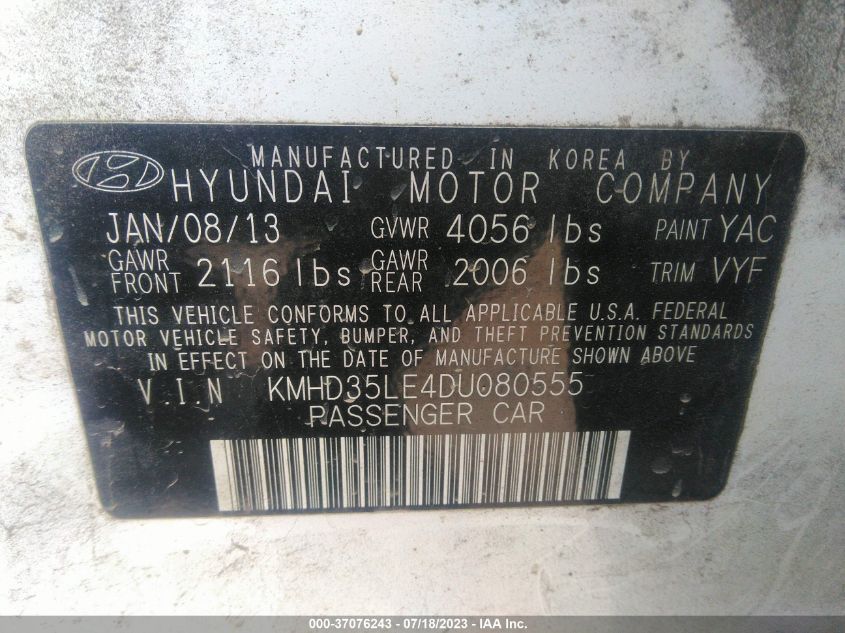 MANUFACTURED IN KOREA BY
HYUNDAI MOTOR COMPANY
JAN/08/13 GVWR 4056 lbs PAINT YAC
GAWR FRONT 2116 lbs GAWR REAR 2006 lbs TRIM VYF
THIS VEHICLE CONFORMS TO ALL APPLICABLE U.S.A. FEDERAL
MOTOR VEHICLE SAFETY, BUMPER, AND THEFT PREVENTION STANDARDS
IN EFFECT ON THE DATE OF MANUFACTURE SHOWN ABOVE.
V I N KMHD35LE4DU080555
PASSENGER CAR
000-37076243 - 07/18/2023 - IAA Inc.